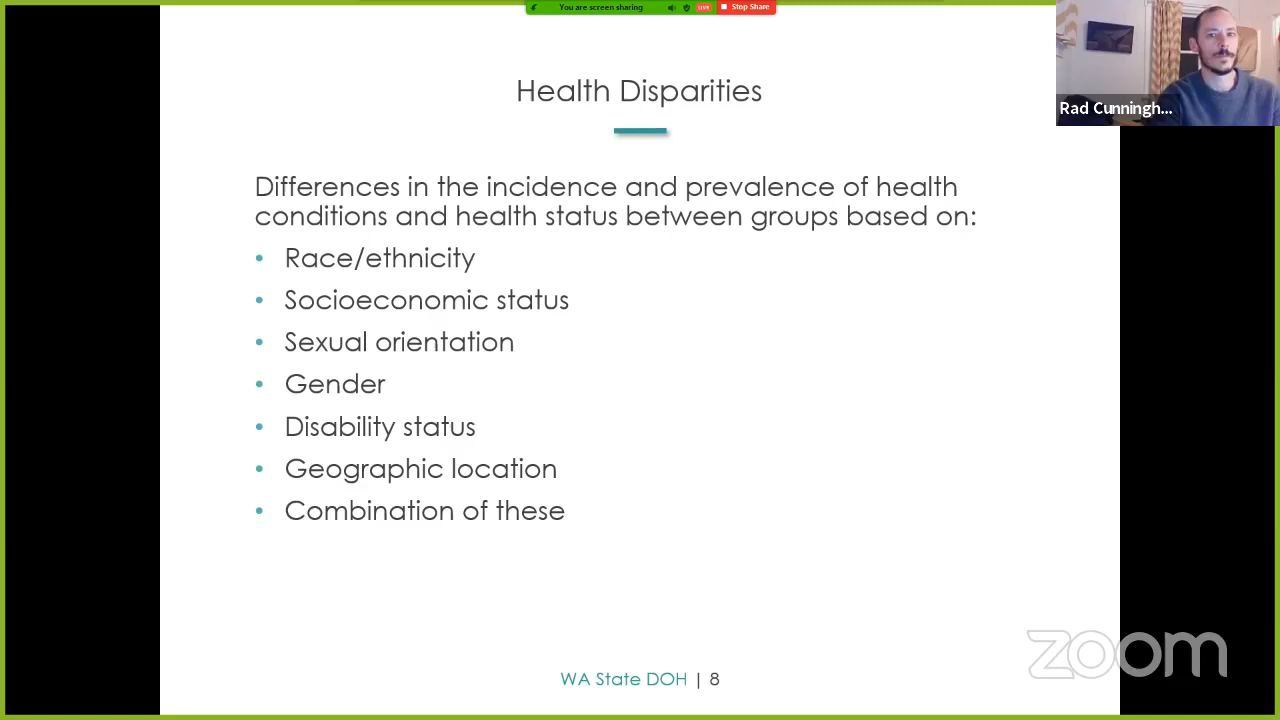 You are screen sharing
LIVE
Stop Share
Rad Cunningh...
Health Disparities
Differences in the incidence and prevalence of health
conditions and health status between groups based on:
• Race/ethnicity
• Socioeconomic status
• Sexual orientation
• Gender
• Disability status
• Geographic location
• Combination of these
zoom
WA State DOH | 8